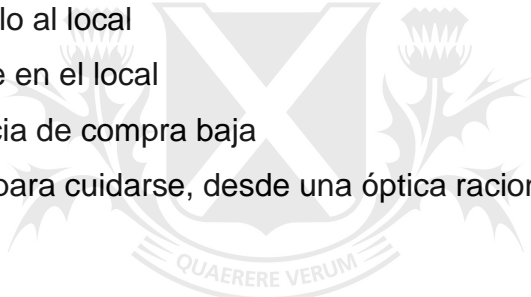 lo al local
e en el local
cia de compra baja
para cuidarse, desde una óptica racion
QUAERERE VERUM